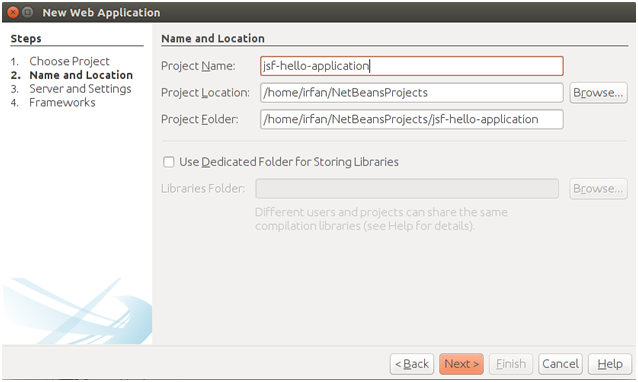 New Web Application
Steps
1. Choose Project
2. Name and Location
3. Server and Settings
4. Frameworks
Name and Location
Project Name: jsf-hello-application
Project Location: /home/irfan/NetBeansProjects Browse...
Project Folder: /home/irfan/NetBeansProjects/jsf-hello-application
Use Dedicated Folder for Storing Libraries
Libraries Folder: Browse...
Different users and projects can share the same
compilation libraries (see Help for details).
< Back Next > Finish Cancel Help